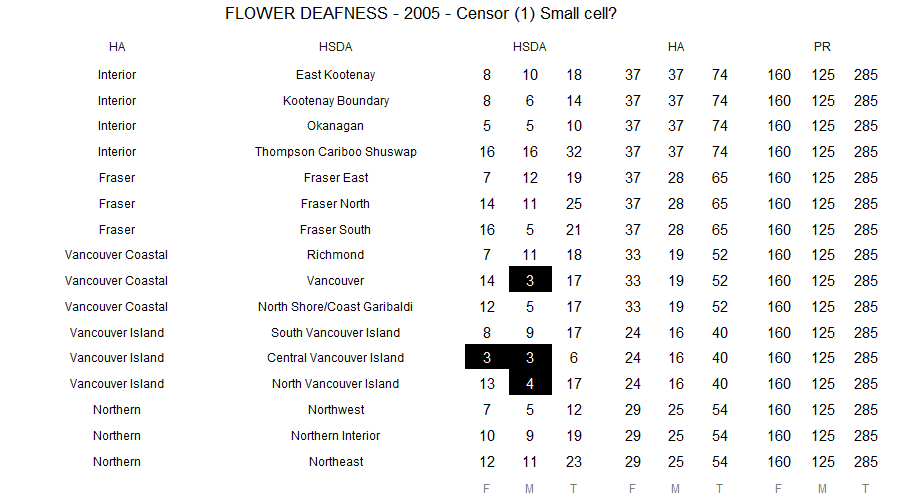 FLOWER DEAFNESS - 2005 - Censor (1) Small cell?
HA HSDA HSDA HA PR
Interior East Kootenay 8 10 18 37 37 74 160 125 285
Interior Kootenay Boundary 8 6 14 37 37 74 160 125 285
Interior Okanagan 5 5 10 37 37 74 160 125 285
Interior Thompson Cariboo Shuswap 16 16 32 37 37 74 160 125 285
Fraser Fraser East 7 12 19 37 28 65 160 125 285
Fraser Fraser North 14 11 25 37 28 65 160 125 285
Fraser Fraser South 16 5 21 37 28 65 160 125 285
Vancouver Coastal Richmond 7 11 18 33 19 52 160 125 285
Vancouver Coastal Vancouver 14 3 17 33 19 52 160 125 285
Vancouver Coastal North Shore/Coast Garibaldi 12 5 17 33 19 52 160 125 285
Vancouver Island South Vancouver Island 8 9 17 24 16 40 160 125 285
Vancouver Island Central Vancouver Island 3 3 6 24 16 40 160 125 285
Vancouver Island North Vancouver Island 13 4 17 24 16 40 160 125 285
Northern Northwest 7 5 12 29 25 54 160 125 285
Northern Northern Interior 10 9 19 29 25 54 160 125 285
Northern Northeast 12 11 23 29 25 54 160 125 285
F M T F M T F M T